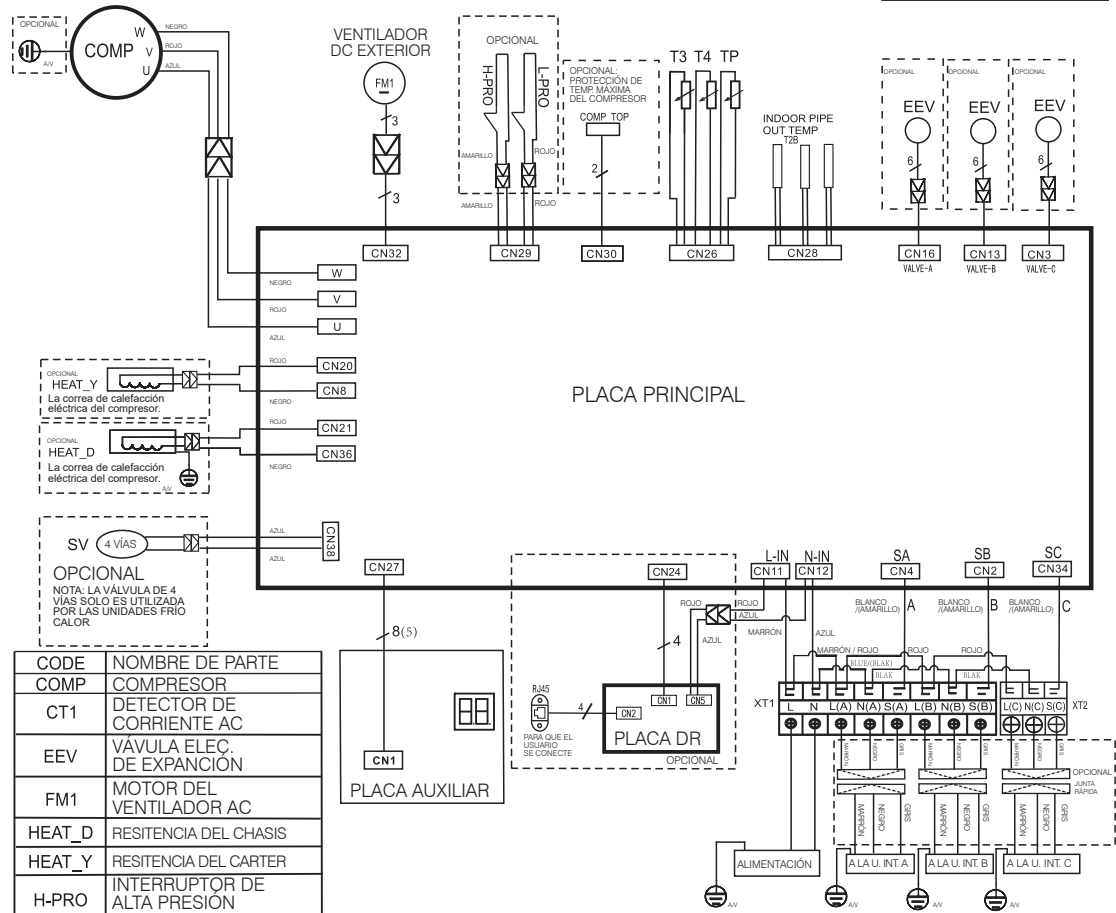 OPCIONAL
A/V
COMP
W
V
U
NEGRO
ROJO
AZUL
VENTILADOR
DC EXTERIOR
FM1
3
3
OPCIONAL
H-PRO
L-PRO
AMARILLO
ROJO
AMARILLO
ROJO
OPCIONAL:
PROTECCIÓN DE
TEMP. MÁXIMA
DEL COMPRESOR
COMP TOP
2
T3 T4 TP
INDOOR PIPE
OUT TEMP
T2B
OPCIONAL
EEV
6
OPCIONAL
EEV
6
OPCIONAL
EEV
6
CN32
CN29
CN30
CN26
CN28
CN16
VALVE-A
CN13
VALVE-B
CN3
VALVE-C
W
NEGRO
V
ROJO
U
AZUL
OPCIONAL
HEAT_Y
La correa de calefacción
eléctrica del compresor.
ROJO
CN20
CN8
NEGRO
OPCIONAL
HEAT_D
La correa de calefacción
eléctrica del compresor.
A/V
ROJO
CN21
CN36
NEGRO
PLACA PRINCIPAL
SV
4 VÍAS
OPCIONAL
NOTA: LA VÁLVULA DE 4
VÍAS SOLO ES UTILIZADA
POR LAS UNIDADES FRÍO
CALOR
AZUL
AZUL
CN38
CN27
8(5)
CN1
PLACA AUXILIAR
CN24
4
ROJO
AZUL
ROJO
AZUL
RJ45
PARA QUE EL
USUARIO
SE CONECTE
4
CN2
CN1
CN5
PLACA DR
OPCIONAL
L-IN
N-IN
CN11
CN12
MARRÓN
AZUL
SA
CN4
SB
CN2
SC
CN34
BLANCO
/(AMARILLO)
A
BLANCO
/(AMARILLO)
B
BLANCO
/(AMARILLO)
C
MARRÓN / ROJO
ROJO
ROJO
BLUE/(BLAK)
BLAK
BLAK
XT1
L N L(A) N(A) S(A) L(B) N(B) S(B)
L(C) N(C) S(C)
XT2
MARRÓN
NEGRO
GRIS
MARRÓN
NEGRO
GRIS
MARRÓN
NEGRO
GRIS
OPCIONAL
JUNTA
RÁPIDA
MARRÓN
NEGRO
GRIS
MARRÓN
NEGRO
GRIS
MARRÓN
NEGRO
GRIS
ALIMENTACIÓN
A LA U. INT. A
A LA U. INT. B
A LA U. INT. C
A/V
A/V
A/V
A/V
CODE NOMBRE DE PARTE
COMP COMPRESOR
CT1 DETECTOR DE
CORRIENTE AC
EEV VÁVULA ELEC.
DE EXPANCIÓN
FM1 MOTOR DEL
VENTILADOR AC
HEAT_D RESITENCIA DEL CHASIS
HEAT_Y RESITENCIA DEL CARTER
H-PRO INTERRUPTOR DE
ALTA PRESIÓN